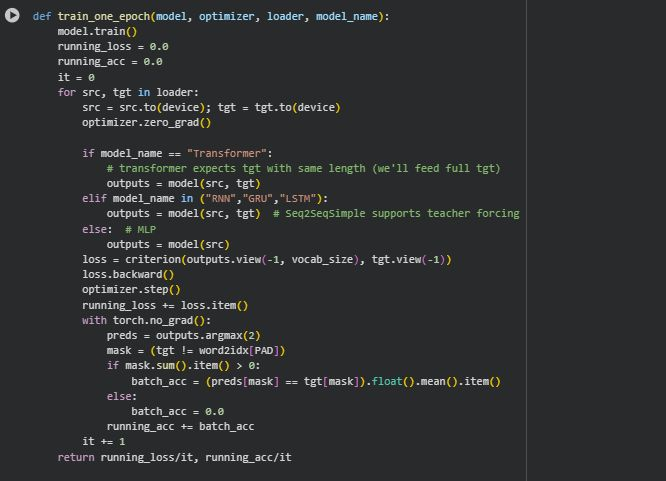 def train_one_epoch(model, optimizer, loader, model_name):
    model.train()
    running_loss = 0.0
    running_acc = 0.0
    it = 0
    for src, tgt in loader:
        src = src.to(device); tgt = tgt.to(device)
        optimizer.zero_grad()

        if model_name == "Transformer":
            # transformer expects tgt with same length (we'll feed full tgt)
            outputs = model(src, tgt)
        elif model_name in ("RNN","GRU","LSTM"):
            outputs = model(src, tgt)  # Seq2SeqSimple supports teacher forcing
        else:  # MLP
            outputs = model(src)
        loss = criterion(outputs.view(-1, vocab_size), tgt.view(-1))
        loss.backward()
        optimizer.step()
        running_loss += loss.item()
        with torch.no_grad():
            preds = outputs.argmax(2)
            mask = (tgt != word2idx[PAD])
            if mask.sum().item() > 0:
                batch_acc = (preds[mask] == tgt[mask]).float().mean().item()
            else:
                batch_acc = 0.0
            running_acc += batch_acc
        it += 1
    return running_loss/it, running_acc/it